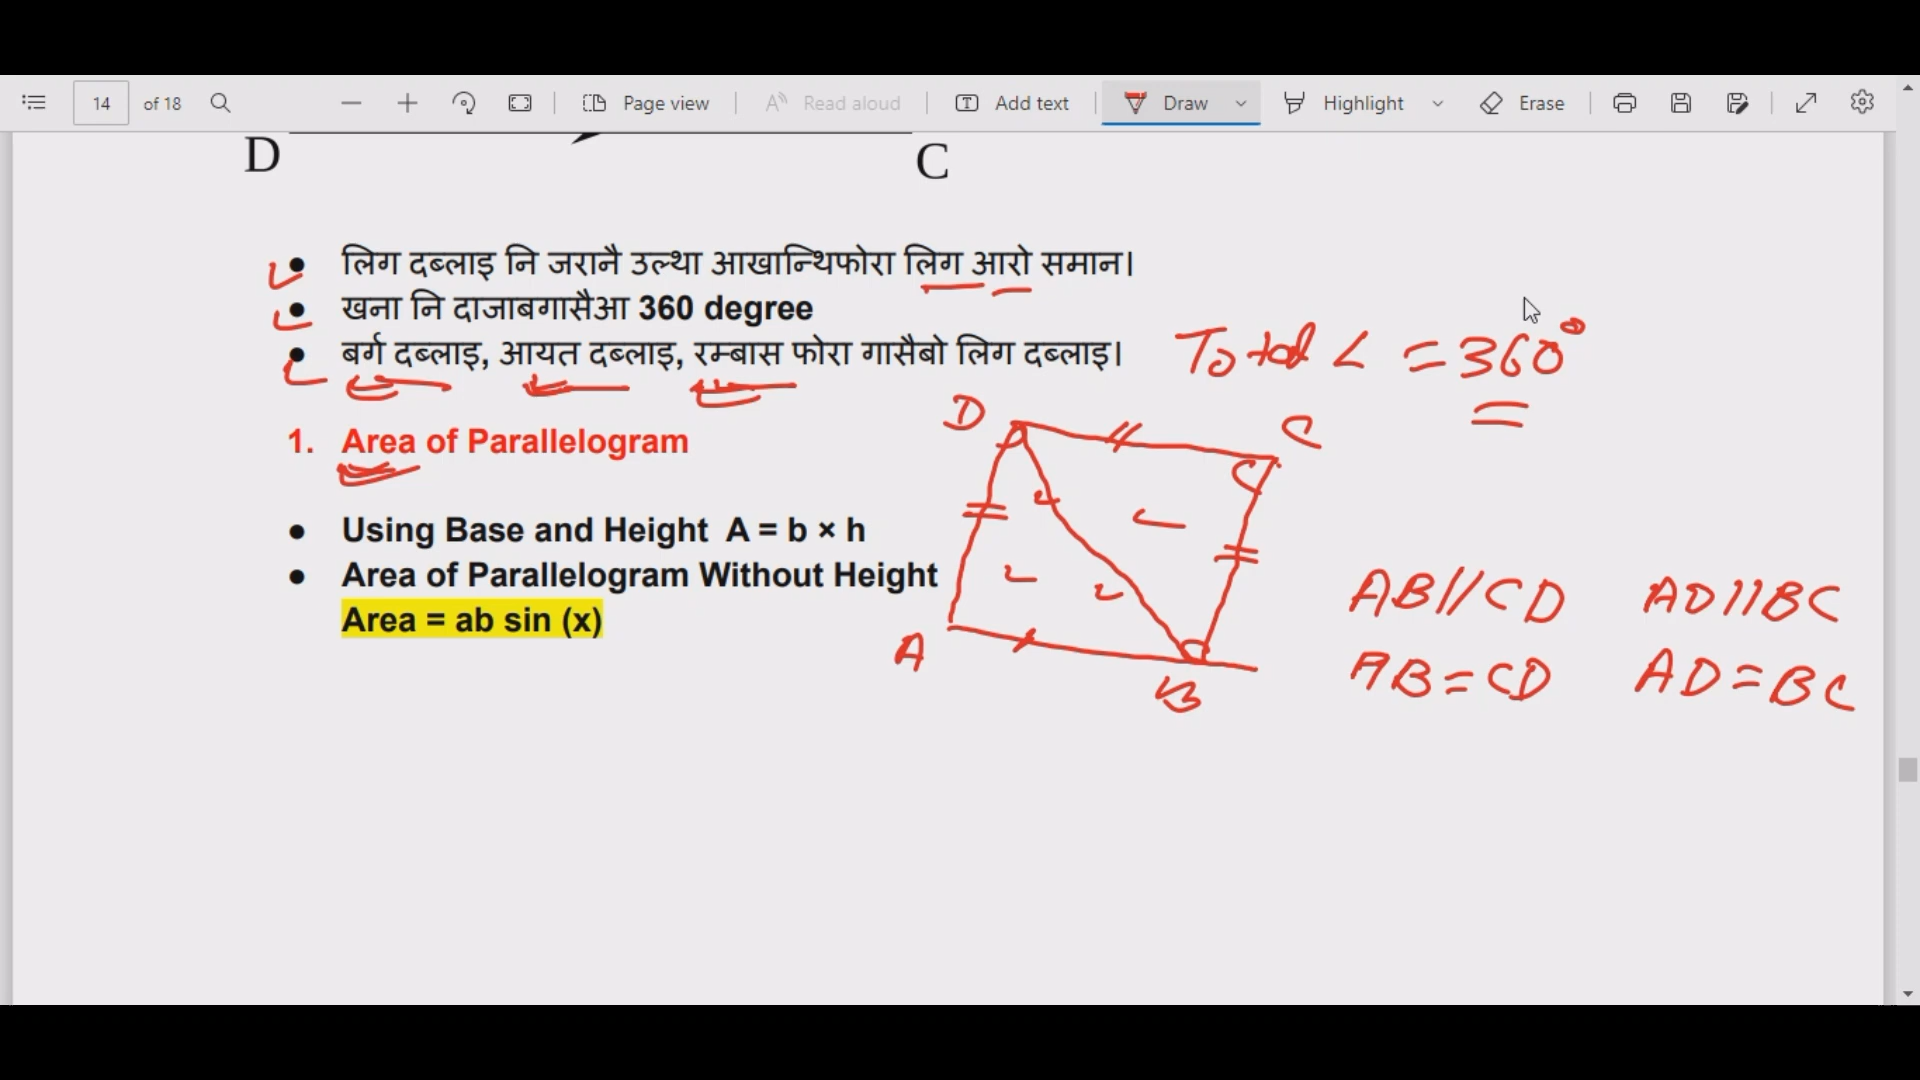 14 of 18 Page view Read aloud Add text Draw Highlight Erase
D C
लिग दब्लाइ नि जरानै उल्था आखान्थिफोरा लिग आरो समान।
खना नि दाजाबगासैआ 360 degree
बर्ग दब्लाइ, आयत दब्लाइ, रम्बास फोरा गासैबो लिग दब्लाइ।
Total ∠ = 360°
D C
1. Area of Parallelogram
Using Base and Height A = b × h
Area of Parallelogram Without Height
Area = ab sin (x)
A B
AB//CD AD//BC
AB=CD AD=BC